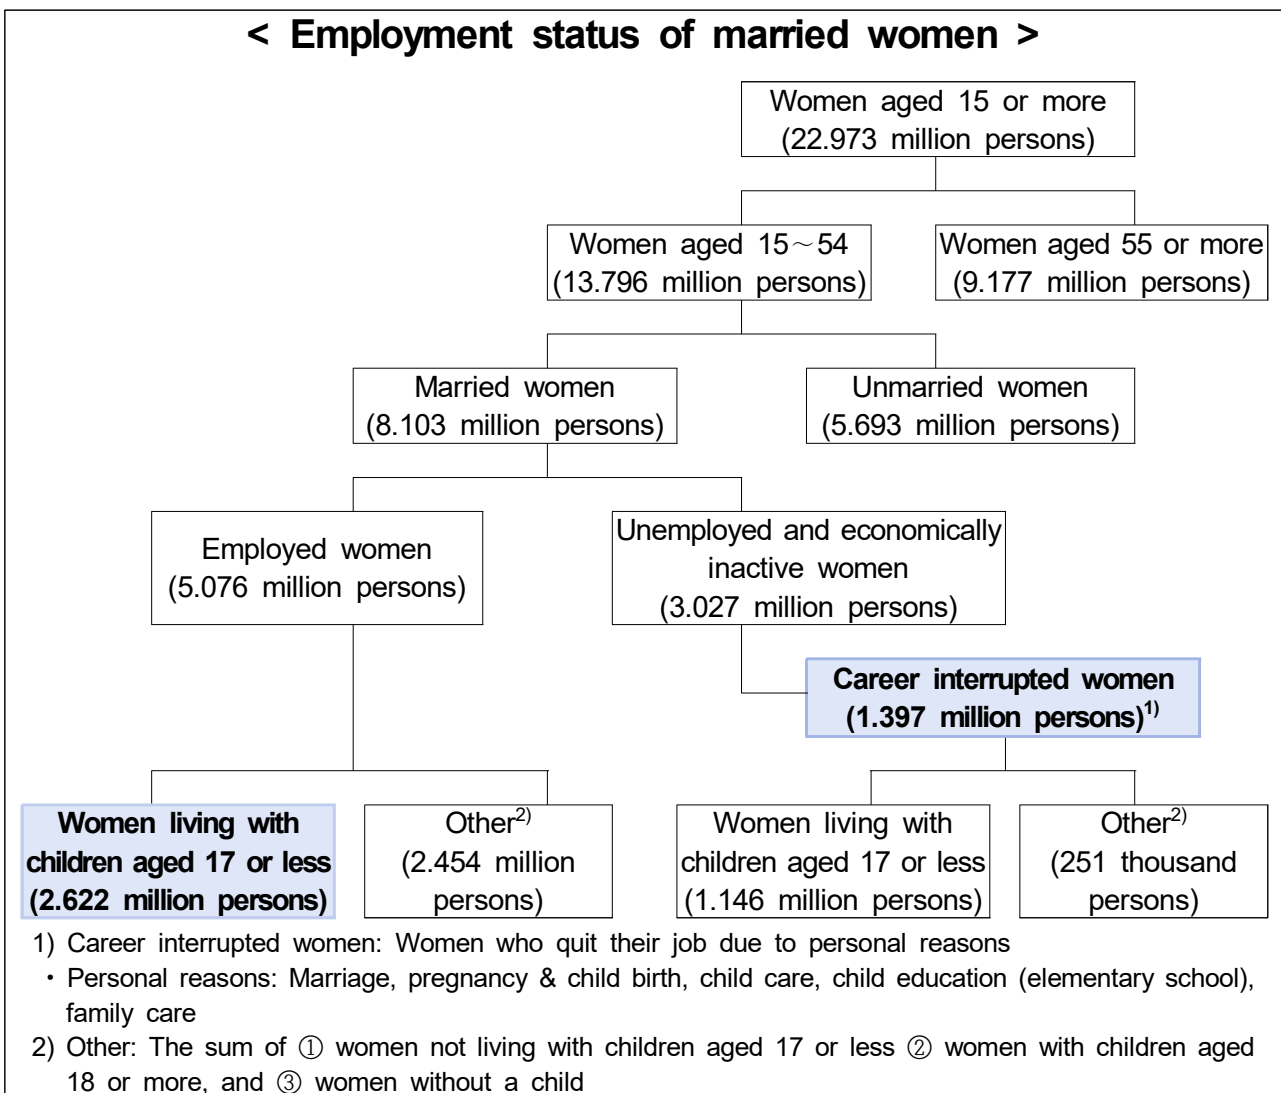 < Employment status of married women >
Women aged 15 or more
(22.973 million persons)
Women aged 15～54
(13.796 million persons)
Women aged 55 or more
(9.177 million persons)
Married women
(8.103 million persons)
Unmarried women
(5.693 million persons)
Employed women
(5.076 million persons)
Unemployed and economically
inactive women
(3.027 million persons)
Career interrupted women
(1.397 million persons)1)
Women living with
children aged 17 or less
(2.622 million persons)
Other2)
(2.454 million
persons)
Women living with
children aged 17 or less
(1.146 million persons)
Other2)
(251 thousand
persons)
1) Career interrupted women: Women who quit their job due to personal reasons
・Personal reasons: Marriage, pregnancy & child birth, child care, child education (elementary school),
family care
2) Other: The sum of ① women not living with children aged 17 or less ② women with children aged
18 or more, and ③ women without a child